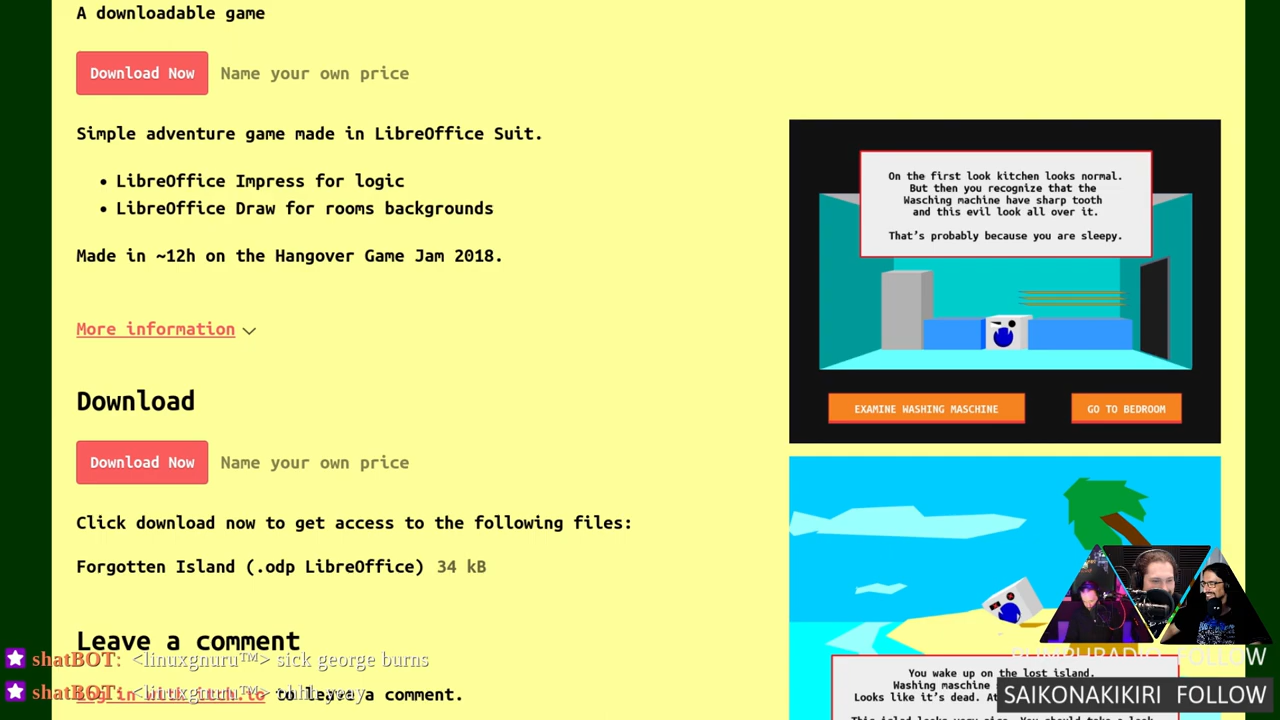 A downloadable game
Download Now Name your own price
Simple adventure game made in LibreOffice Suit.
• LibreOffice Impress for logic
• LibreOffice Draw for rooms backgrounds
Made in ~12h on the Hangover Game Jam 2018.
More information
Download
Download Now Name your own price
Click download now to get access to the following files:
Forgotten Island (.odp LibreOffice) 34 kB
Leave a comment
shatBOT: <linuxgnuru™> sick george burns
shatBOT: <linuxgnuru™>
to leave a comment.
On the first look kitchen looks normal.
But then you recognize that the
Wasching machine have sharp tooth
and this evil look all over it.
That's probably because you are sleepy.
EXAMINE WASHING MASCHINE
GO TO BEDROOM
You wake up on the lost island.
Washing maschine
Looks like it's dead.
FOLLOW
SAIKONAKIKIRI FOLLOW